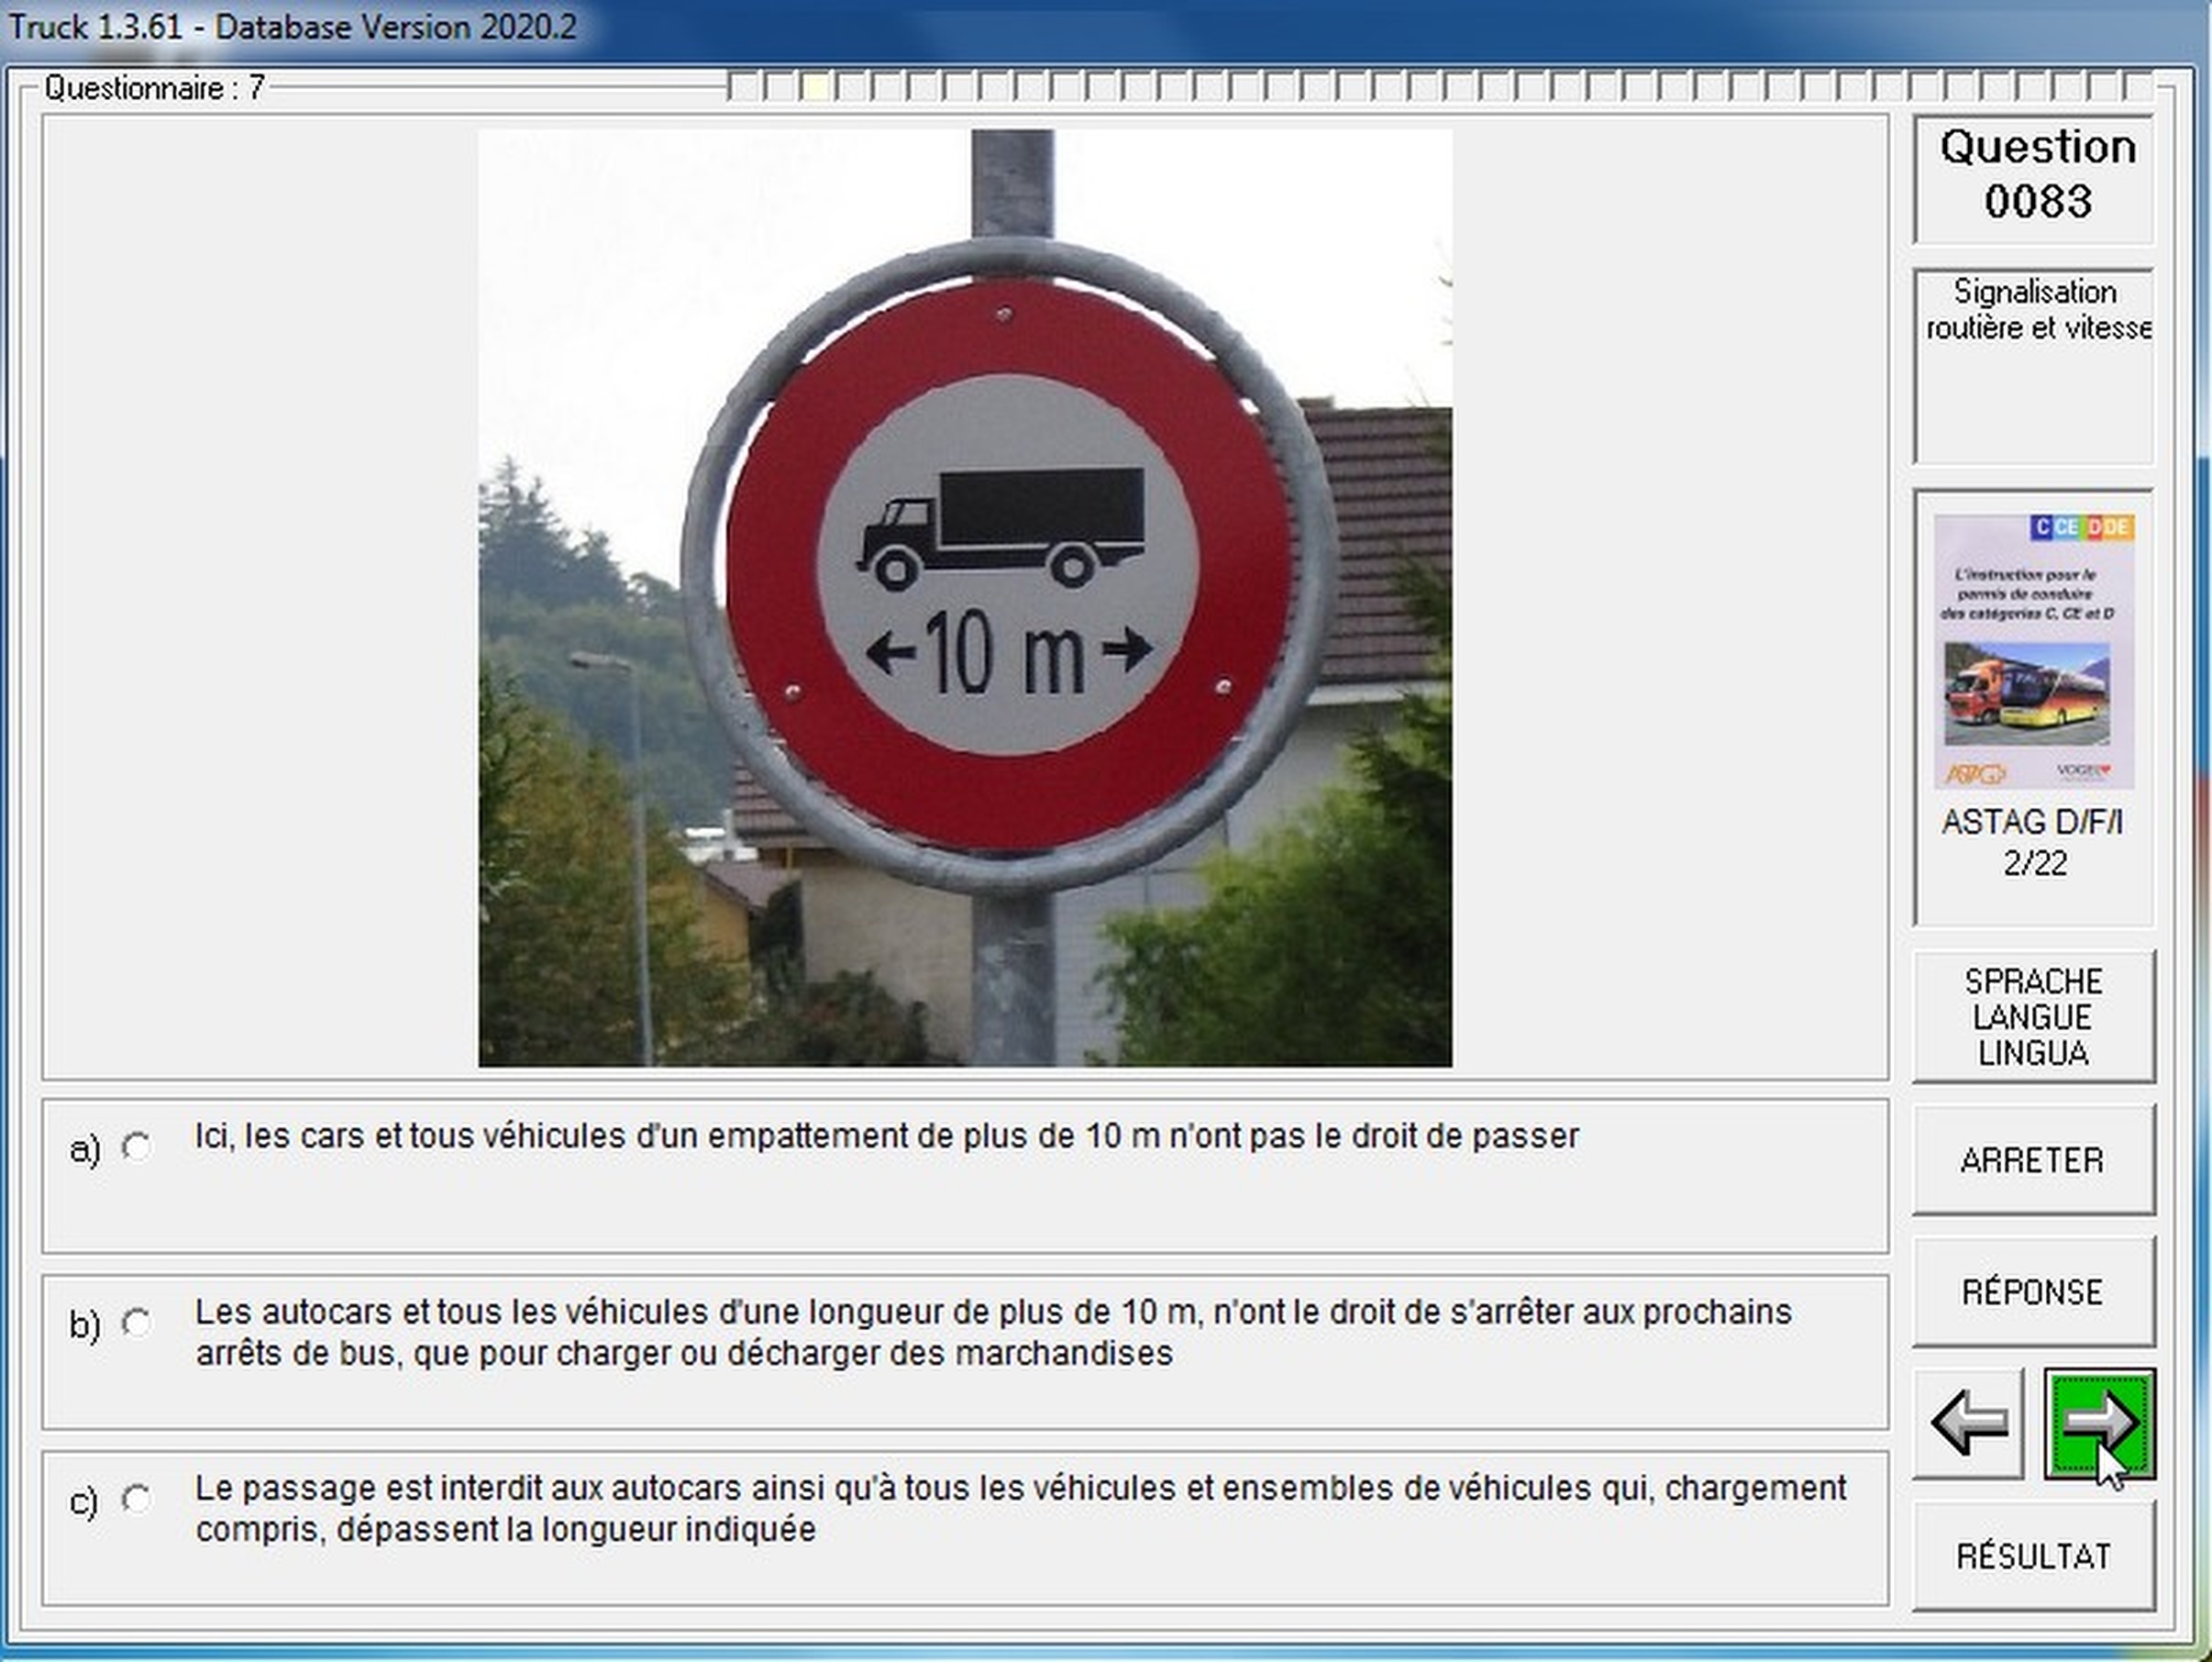 Truck 1.3.61 - Database Version 2020.2
Questionnaire : 7
10 m
Question
0083
Signalisation
routière et vitesse
C CE D DE
L'instruction pour le
permis de conduire
des catégories C, CE et D
ASTAG
VOGEL
ASTAG D/F/I
2/22
SPRACHE
LANGUE
LINGUA
ARRETER
RÉPONSE
RÉSULTAT
a) Ici, les cars et tous véhicules d'un empattement de plus de 10 m n'ont pas le droit de passer
b) Les autocars et tous les véhicules d'une longueur de plus de 10 m, n'ont le droit de s'arrêter aux prochains
arrêts de bus, que pour charger ou décharger des marchandises
c) Le passage est interdit aux autocars ainsi qu'à tous les véhicules et ensembles de véhicules qui, chargement
compris, dépassent la longueur indiquée